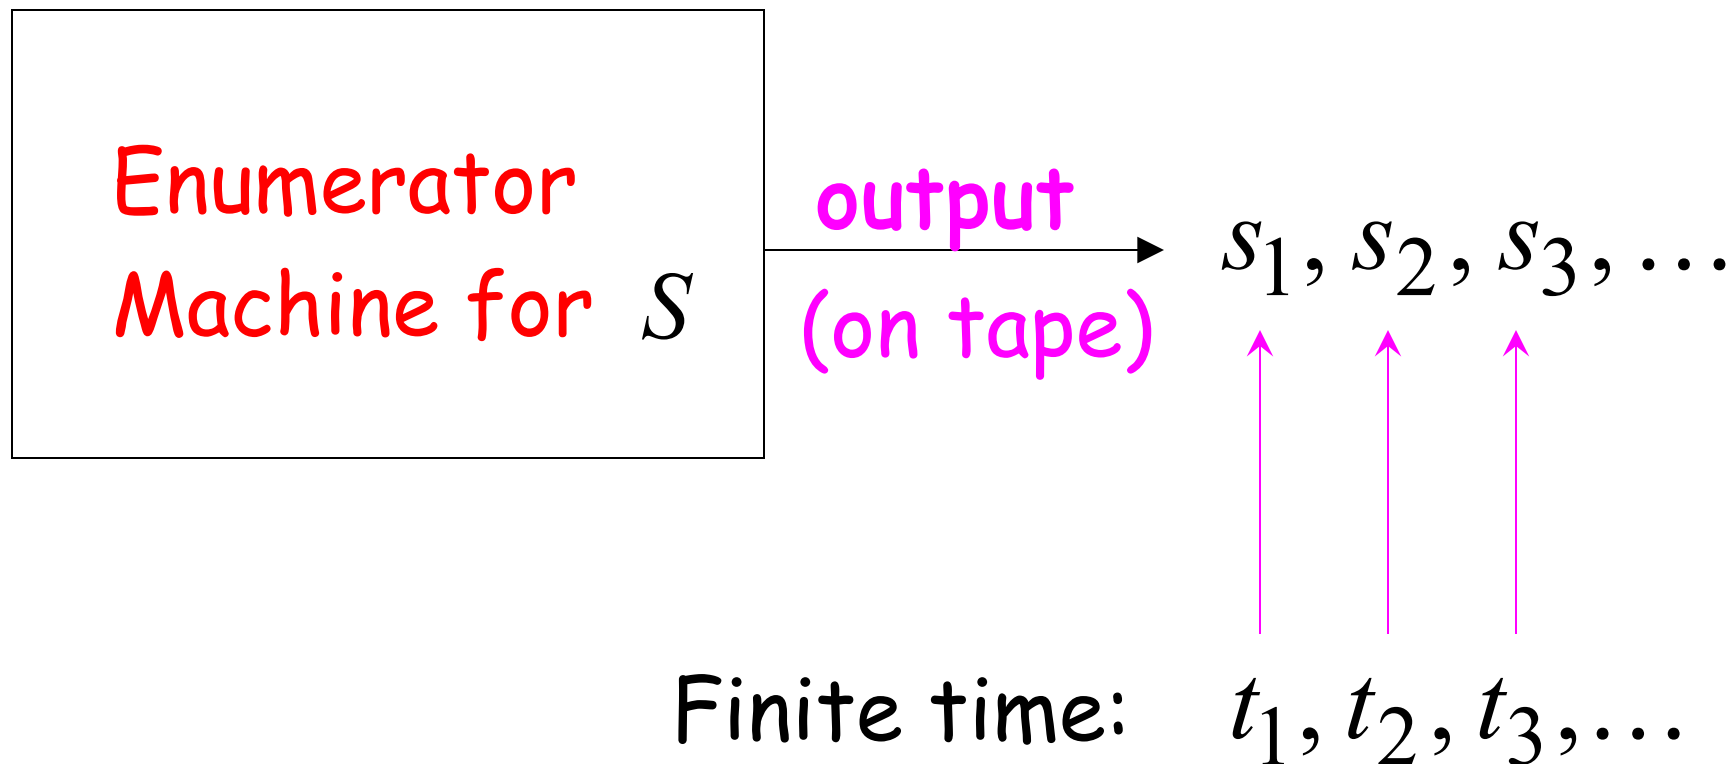 Enumerator
Machine for S
output
(on tape)
s₁, s₂, s₃, …
Finite time: t₁, t₂, t₃, …